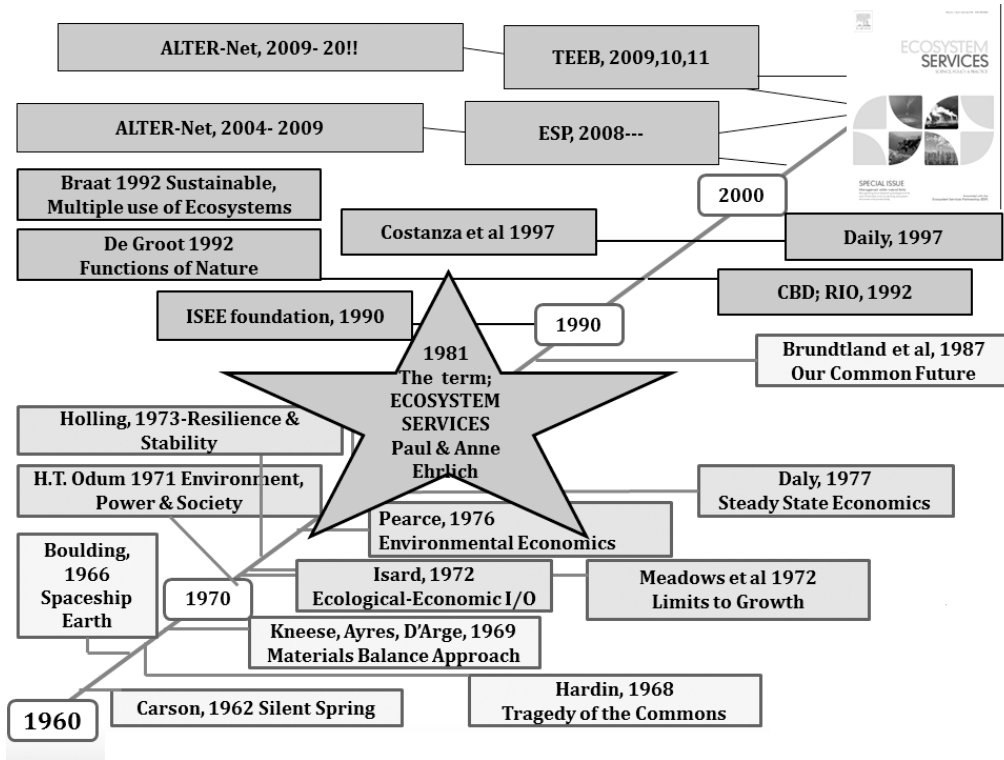 ALTER-Net, 2009- 20!!
TEEB, 2009,10,11
ECOSYSTEM
SERVICES
SCIENCE, POLICY & PRACTICE
ALTER-Net, 2004- 2009
ESP, 2008---
SPECIAL ISSUE
Braat 1992 Sustainable,
Multiple use of Ecosystems
2000
Costanza et al 1997
Daily, 1997
De Groot 1992
Functions of Nature
CBD; RIO, 1992
ISEE foundation, 1990
1990
Brundtland et al, 1987
Our Common Future
1981
The term;
ECOSYSTEM
SERVICES
Paul & Anne
Ehrlich
Holling, 1973-Resilience &
Stability
H.T. Odum 1971 Environment,
Power & Society
Daly, 1977
Steady State Economics
Pearce, 1976
Environmental Economics
Boulding,
1966
Spaceship
Earth
Isard, 1972
Ecological-Economic I/O
Meadows et al 1972
Limits to Growth
1970
Kneese, Ayres, D'Arge, 1969
Materials Balance Approach
Hardin, 1968
Tragedy of the Commons
Carson, 1962 Silent Spring
1960